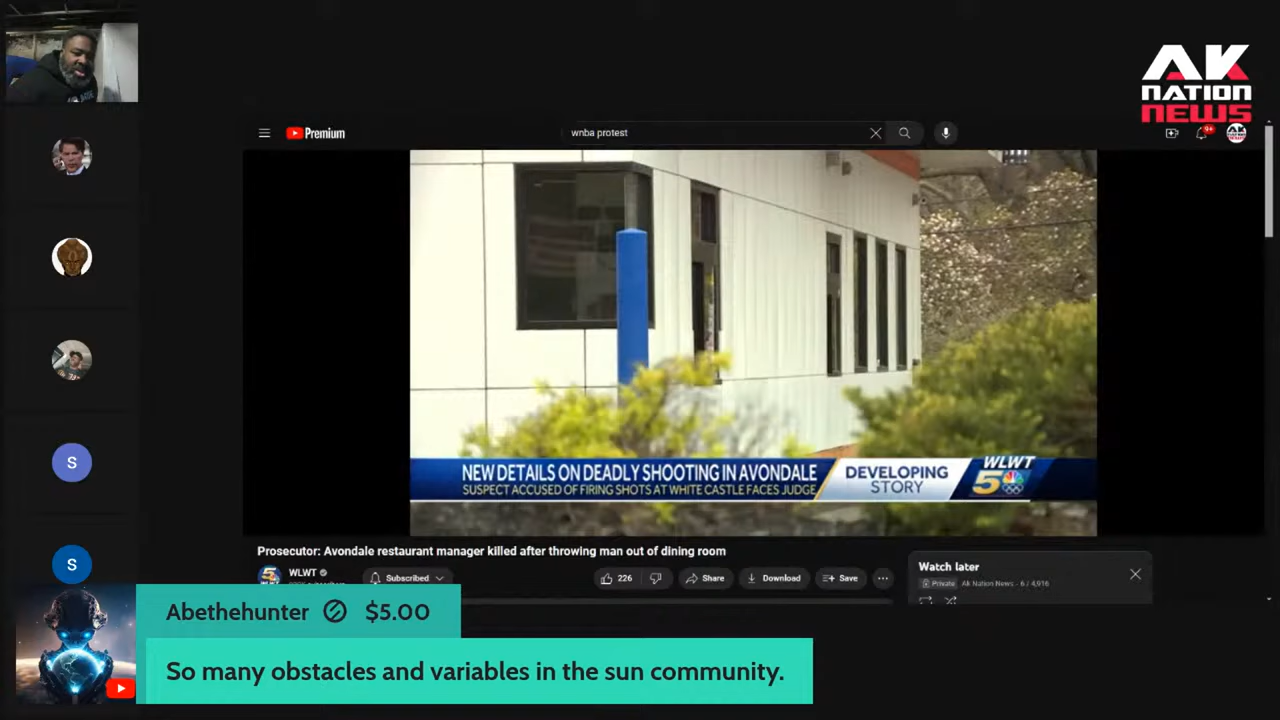 AK
NATION
NEWS
Premium
wnba protest
9+
NEW DETAILS ON DEADLY SHOOTING IN AVONDALE
SUSPECT ACCUSED OF FIRING SHOTS AT WHITE CASTLE FACES JUDGE
DEVELOPING
STORY
WLWT
5
Prosecutor: Avondale restaurant manager killed after throwing man out of dining room
WLWT
Subscribed
226
Share
Download
Save
Watch later
Private Ak Nation News - 6 / 4,916
S
S
Abethehunter $5.00
So many obstacles and variables in the sun community.